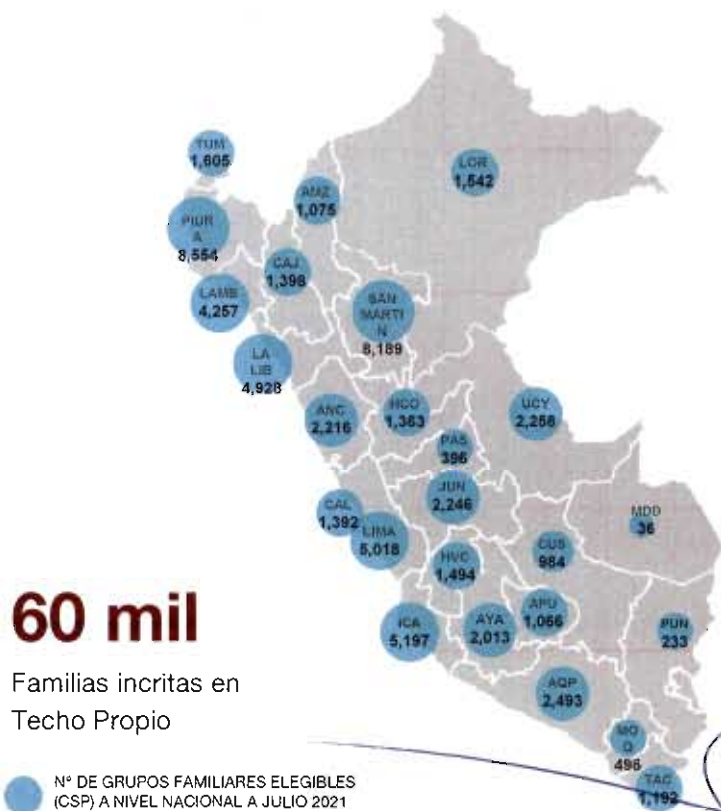 TUM
1,605
LOR
1,542
AMZ
1,075
PIUR
A
8,554
CAJ
1,398
LAMB
4,257
SAN
MARTI
N
8,189
LA
LIB
4,928
ANC
2,216
HCO
1,363
UCY
2,256
PAS
396
JUN
2,246
CAL
1,392
LIMA
5,018
MDD
36
CUS
984
HVC
1,494
APU
1,066
ICA
5,197
AYA
2,013
PUN
233
AQP
2,493
MO
Q
496
TAC
1,192
60 mil
Familias incritas en
Techo Propio
N° DE GRUPOS FAMILIARES ELEGIBLES
(CSP) A NIVEL NACIONAL A JULIO 2021